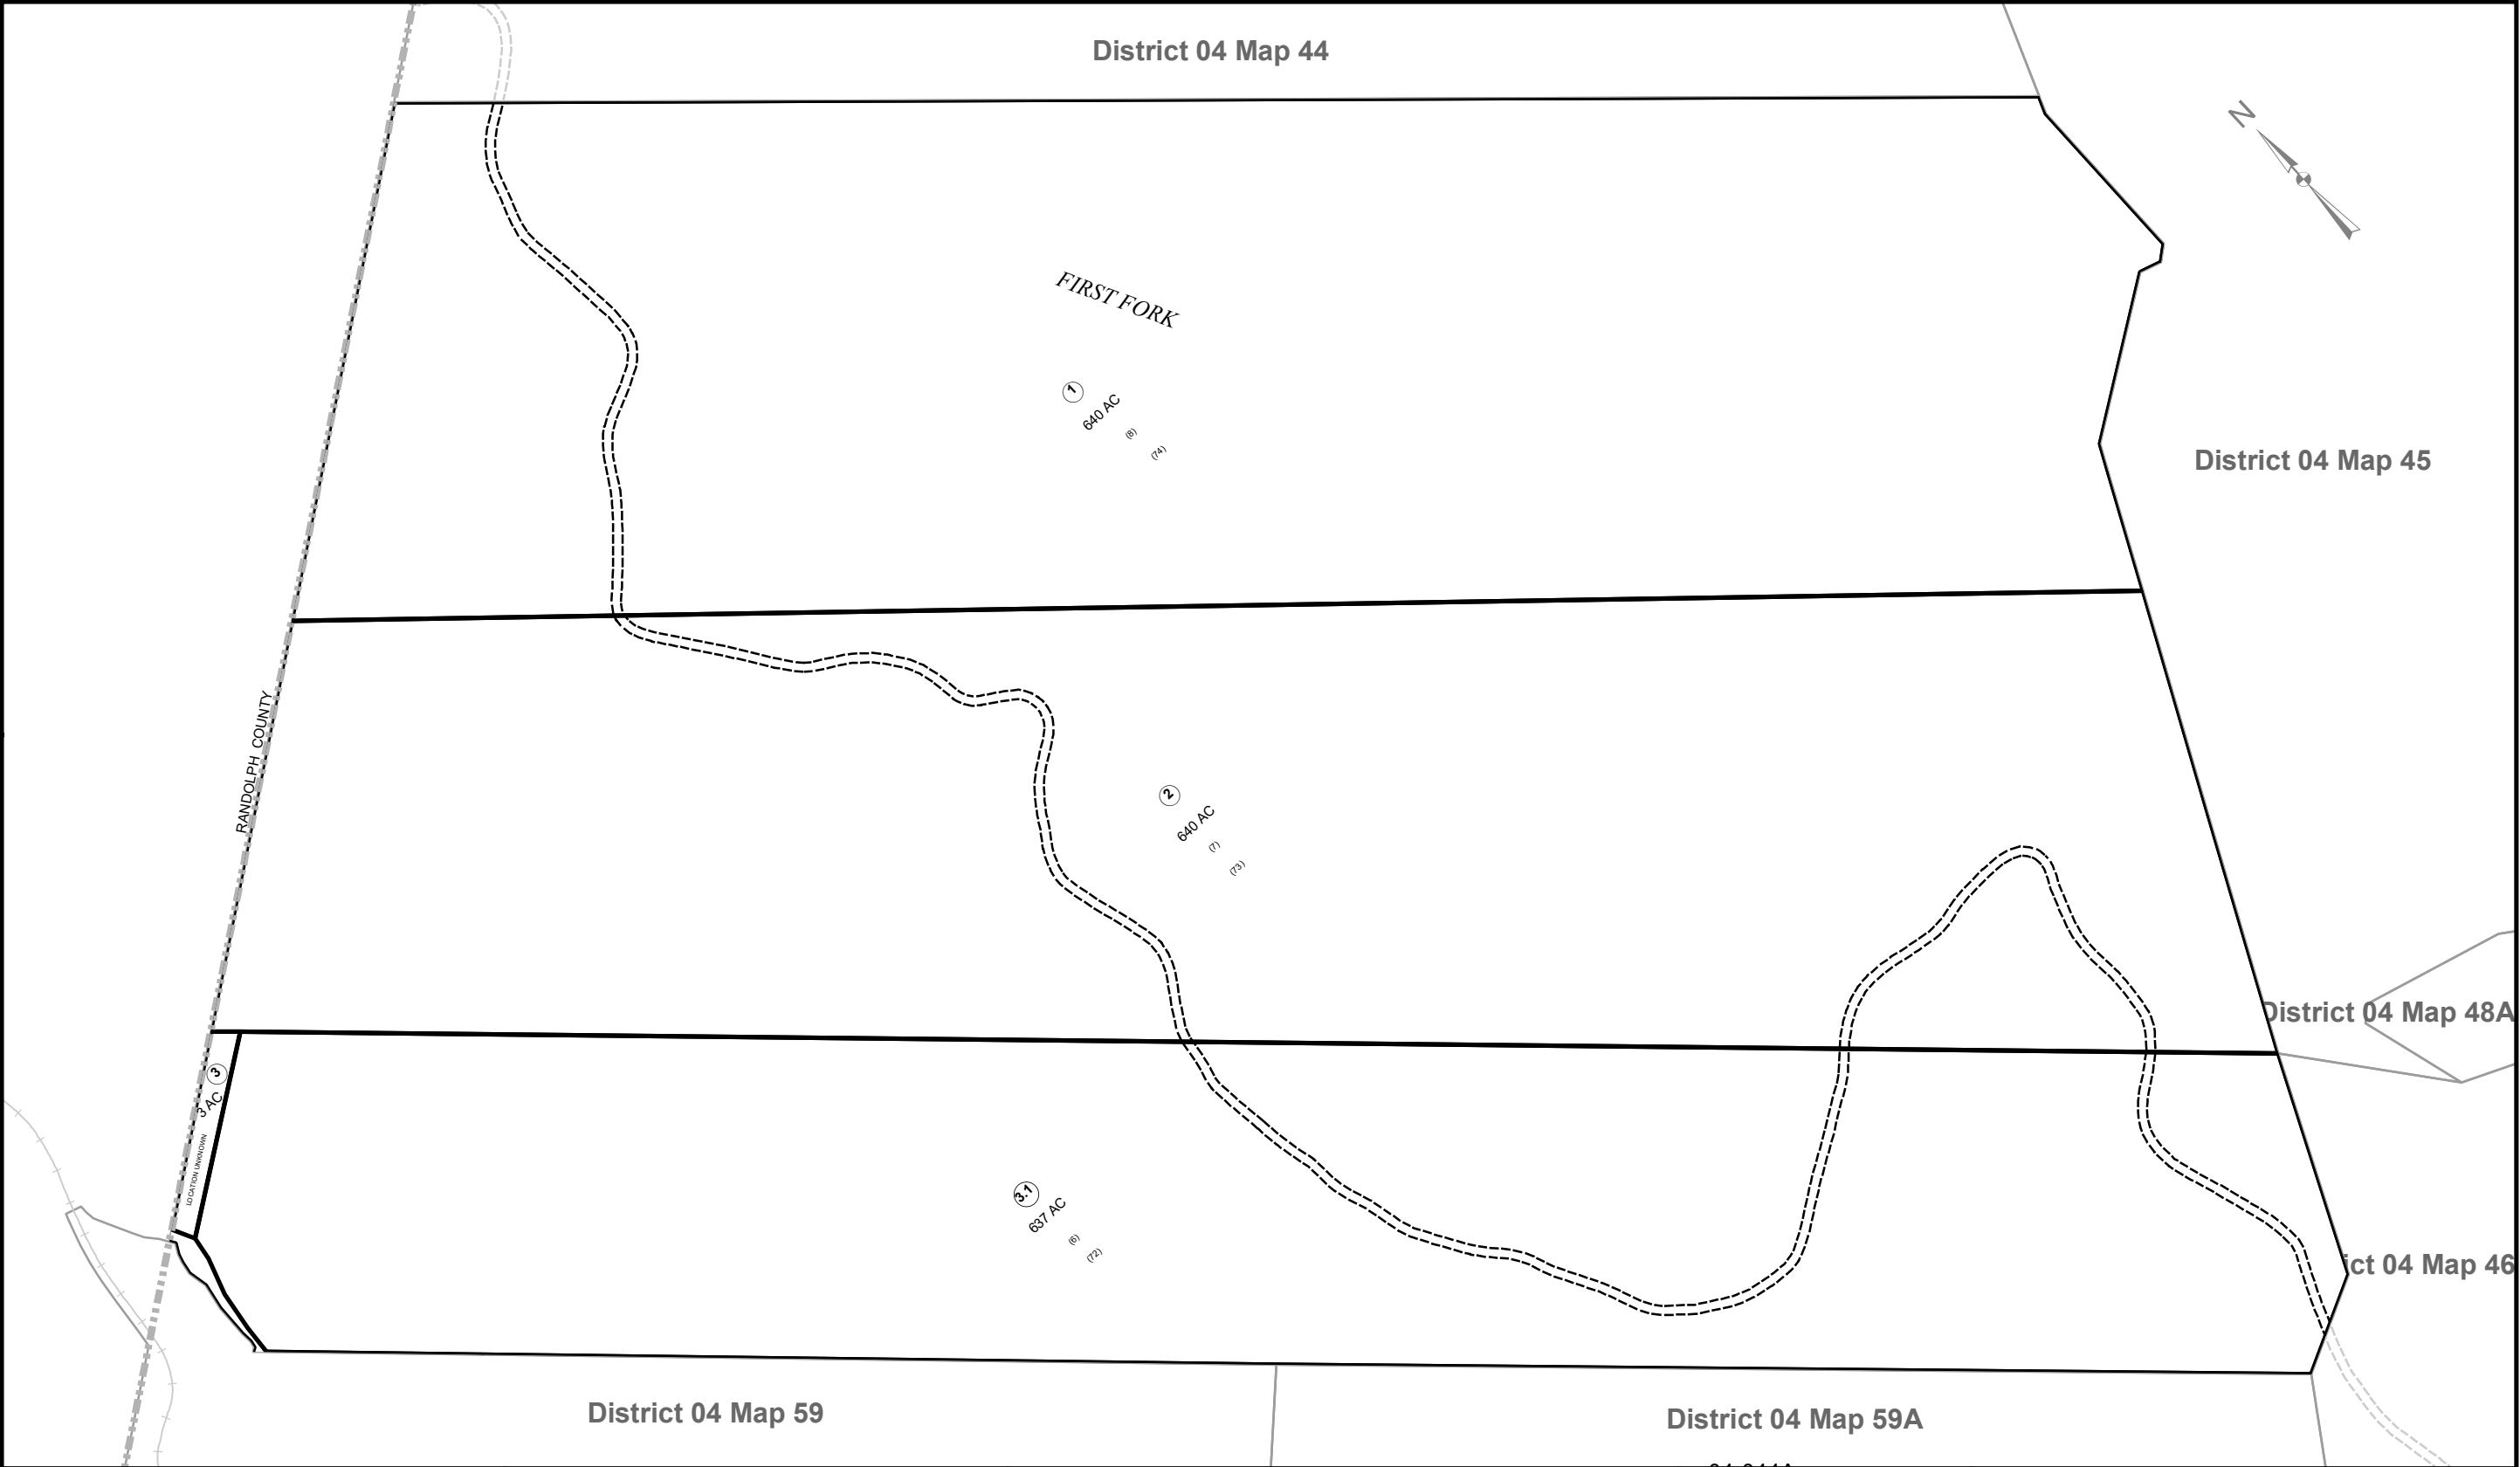 District 04 Map 44
N
FIRST FORK
1
640 AC
(8)
(74)
District 04 Map 45
RANDOLPH COUNTY
2
640 AC
(7)
(73)
District 04 Map 48A
3
3 AC
LOCATION UNKNOWN
3.1
637 AC
(6)
(72)
ict 04 Map 46
District 04 Map 59
District 04 Map 59A